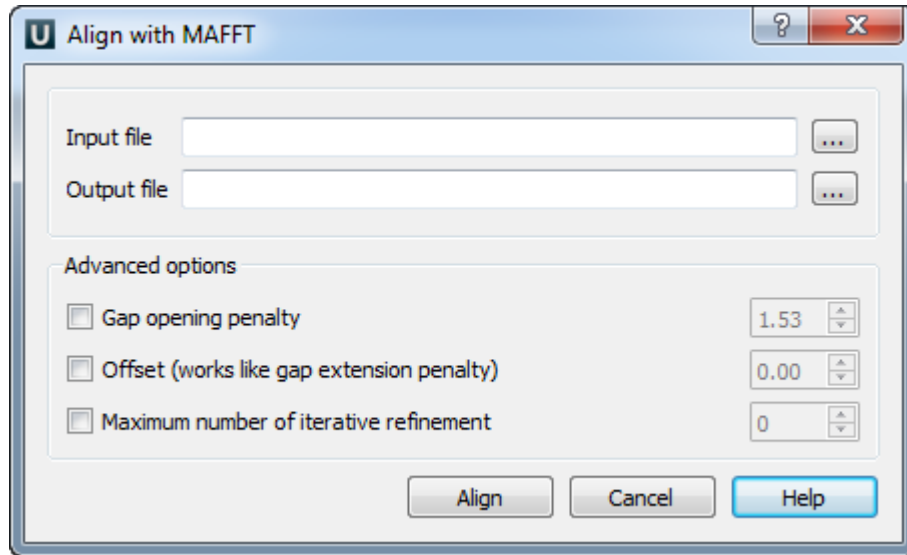 U Align with MAFFT ? X
Input file ...
Output file ...
Advanced options
Gap opening penalty 1.53
Offset (works like gap extension penalty) 0.00
Maximum number of iterative refinement 0
Align Cancel Help